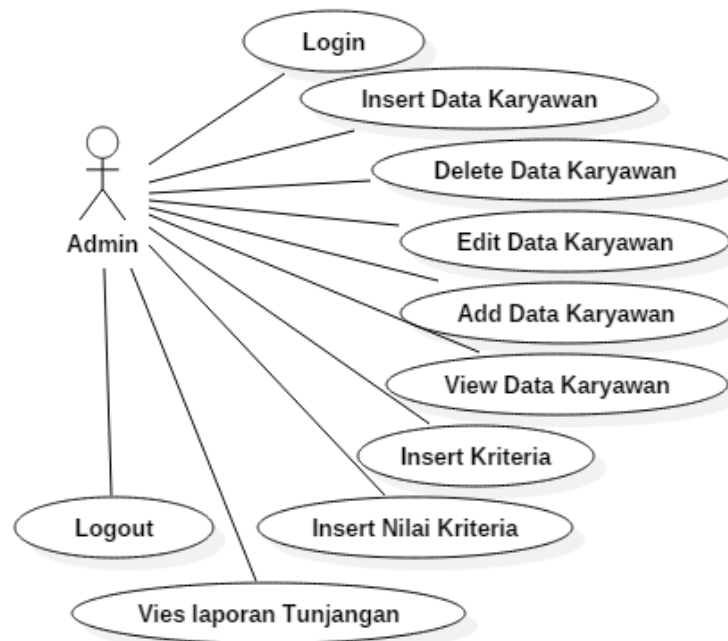 Login
Insert Data Karyawan
Delete Data Karyawan
Admin
Edit Data Karyawan
Add Data Karyawan
View Data Karyawan
Insert Kriteria
Logout
Insert Nilai Kriteria
Vies laporan Tunjangan